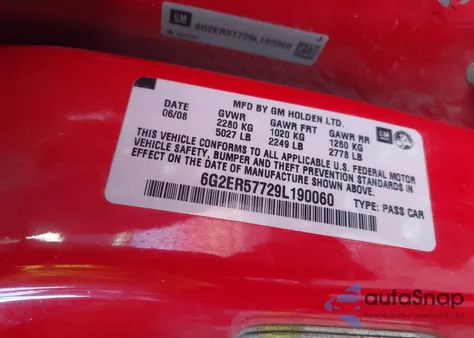 GM
6G2ER57729L190060
MFD BY GM HOLDEN LTD.
DATE GVWR GAWR FRT GAWR RR
06/08 2280 KG 1020 KG 1260 KG
5027 LB 2249 LB 2778 LB
GM
THIS VEHICLE CONFORMS TO ALL APPLICABLE U.S. FEDERAL MOTOR
VEHICLE SAFETY, BUMPER AND THEFT PREVENTION STANDARDS IN
EFFECT ON THE DATE OF MANUFACTURE SHOWN ABOVE.
6G2ER57729L190060
TYPE: PASS CAR
autoSnap